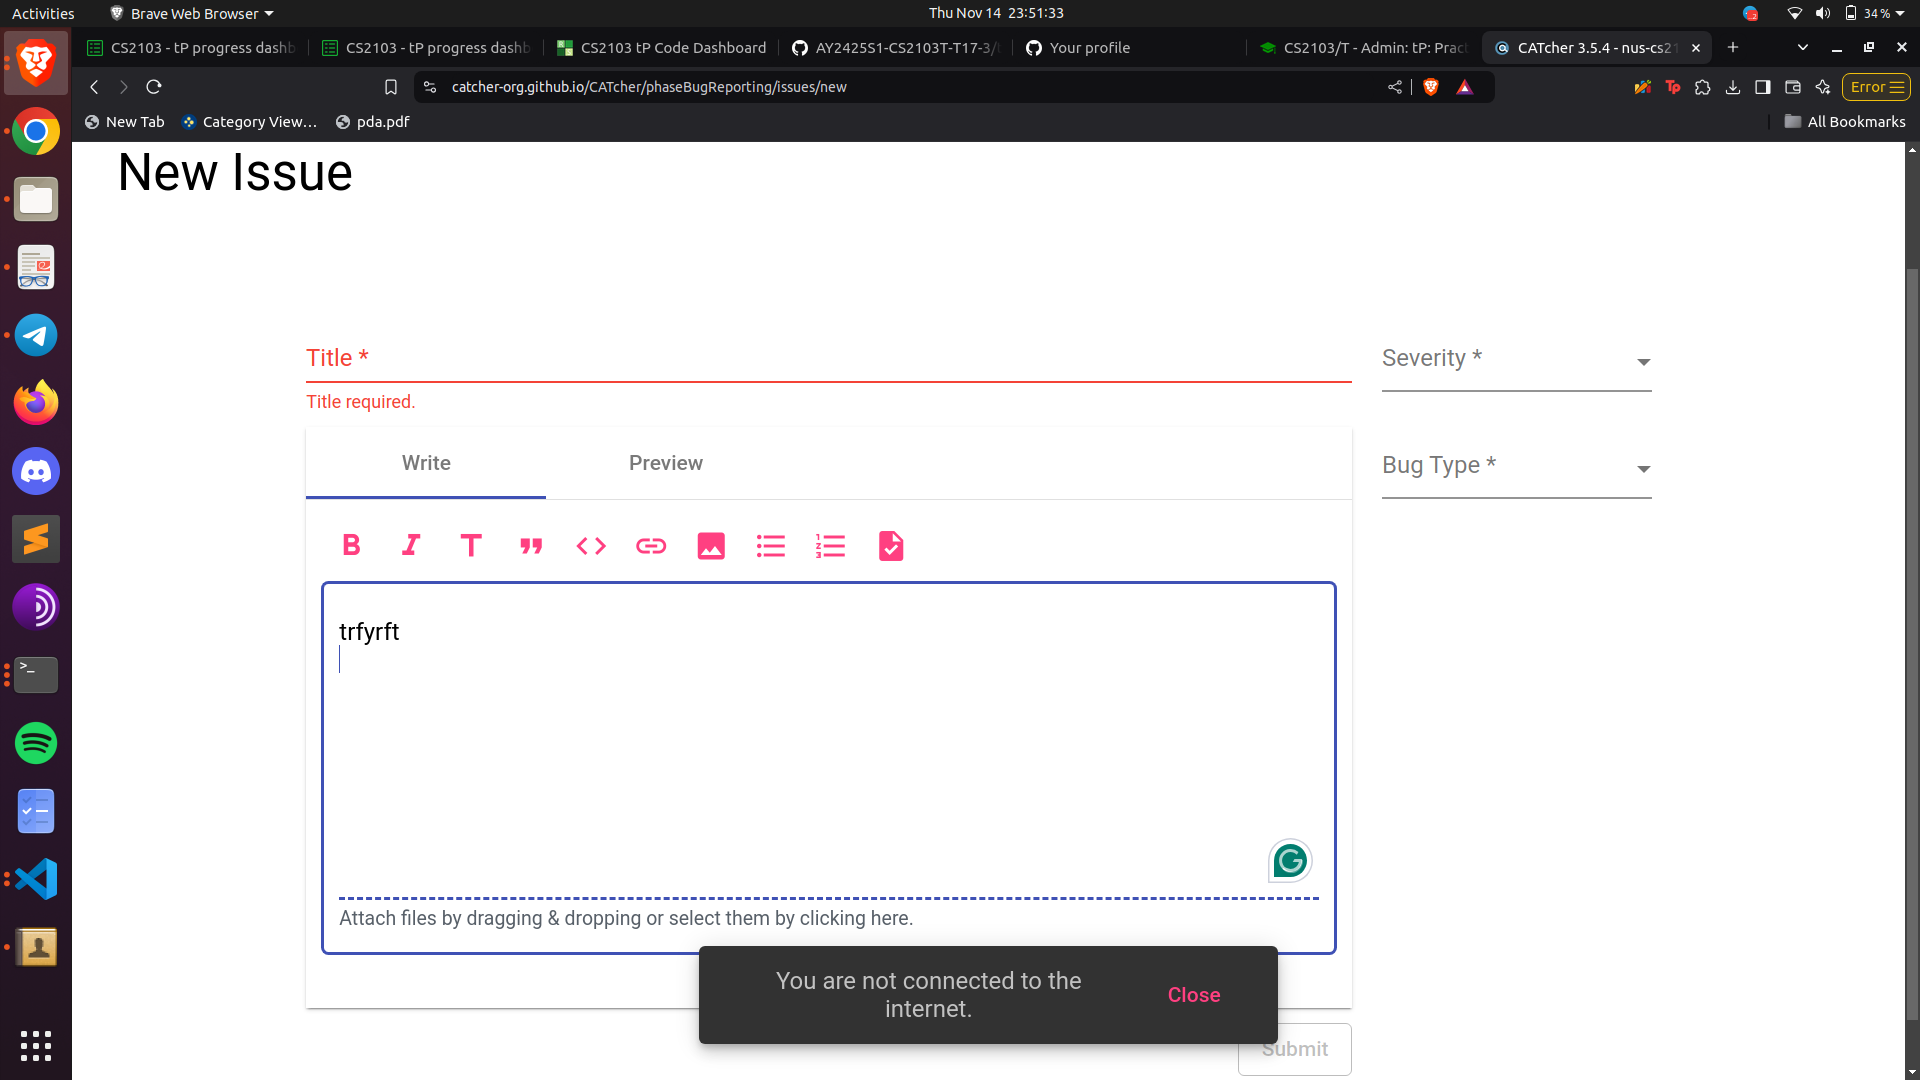 Activities
Brave Web Browser
Thu Nov 14 23:51:33
34 %
CS2103 - tP progress dashb
CS2103 - tP progress dashb
CS2103 tP Code Dashboard
AY2425S1-CS2103T-T17-3/
Your profile
CS2103/T - Admin: tP: Pract
CATcher 3.5.4 - nus-cs21
catcher-org.github.io/CATcher/phaseBugReporting/issues/new
Tp
Error
New Tab
Category View...
pda.pdf
All Bookmarks
New Issue
Title *
Title required.
Severity *
Bug Type *
Write
Preview
trfyrft
Attach files by dragging & dropping or select them by clicking here.
You are not connected to the
internet.
Close
Submit